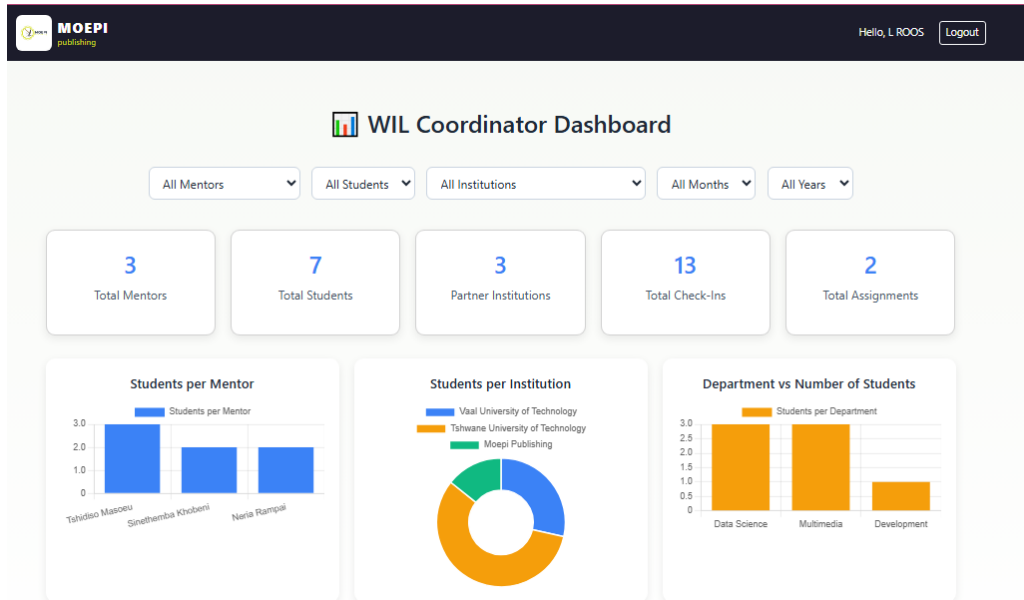 MOEPI
publishing
Hello, L ROOS
Logout
WIL Coordinator Dashboard
All Mentors
All Students
All Institutions
All Months
All Years
3
Total Mentors
7
Total Students
3
Partner Institutions
13
Total Check-Ins
2
Total Assignments
Students per Mentor
Students per Mentor
3.0
2.0
1.0
0
Tshidiso Masoeu
Sinethemba Khobeni
Neria Rampai
Students per Institution
Vaal University of Technology
Tshwane University of Technology
Moepi Publishing
Department vs Number of Students
Students per Department
3.0
2.5
2.0
1.5
1.0
0.5
0
Data Science
Multimedia
Development